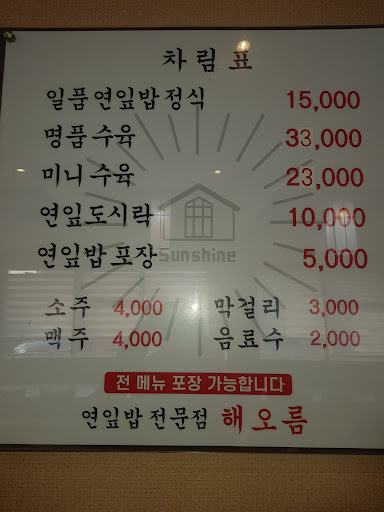 차림표
일품연잎밥정식 15,000
명품수육 33,000
미니수육 23,000
연잎도시락 10,000
Sunshine
연잎밥포장 5,000
소주 4,000 막걸리 3,000
맥주 4,000 음료수 2,000
전 메뉴 포장 가능합니다
연잎밥전문점 해오름